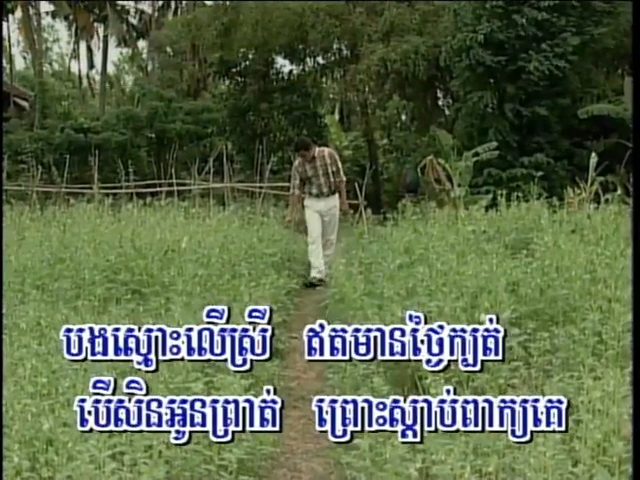 បងស្មោះលើស្រី ឥតមានថ្ងៃក្បត់
បើសិនអូនព្រាត់ ព្រោះស្ដាប់ពាក្យគេ